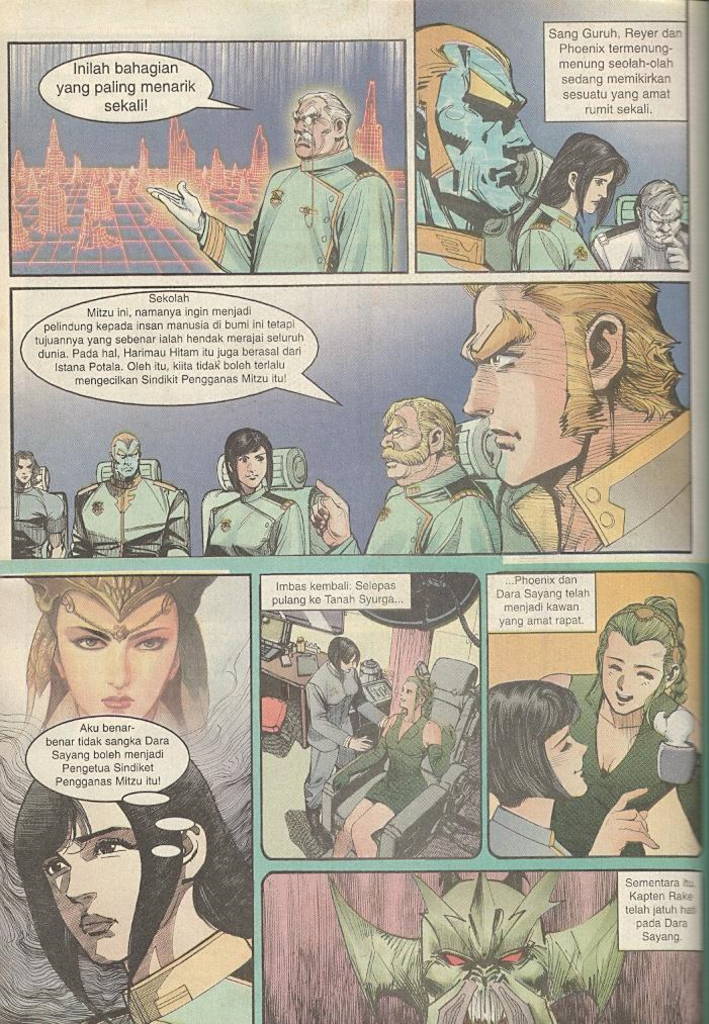 Inilah bahagian
yang paling menarik
sekali!
Sang Guruh, Reyer dan
Phoenix termenung-
menung seolah-olah
sedang memikirkan
sesuatu yang amat
rumit sekali.
Sekolah
Mitzu ini, namanya ingin menjadi
pelindung kepada insan manusia di bumi ini tetapi
tujuannya yang sebenar ialah hendak merajai seluruh
dunia. Pada hal, Harimau Hitam itu juga berasal dari
Istana Potala. Oleh itu, kiita tidak boleh terlalu
mengecilkan Sindikit Pengganas Mitzu itu!
Aku benar-
benar tidak sangka Dara
Sayang boleh menjadi
Pengetua Sindiket
Pengganas Mitzu itu!
Imbas kembali: Selepas
pulang ke Tanah Syurga...
...Phoenix dan
Dara Sayang telah
menjadi kawan
yang amat rapat.
Sementara itu,
Kapten Rake
telah jatuh hati
pada Dara
Sayang.